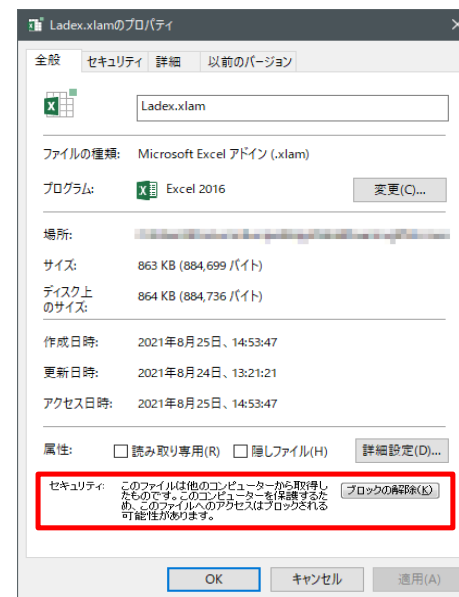 Ladex.xlamのプロパティ
全般 セキュリティ 詳細 以前のバージョン
Ladex.xlam
ファイルの種類: Microsoft Excel アドイン (.xlam)
プログラム: Excel 2016 変更(C)...
場所:
サイズ: 863 KB (884,699 バイト)
ディスク上
のサイズ: 864 KB (884,736 バイト)
作成日時: 2021年8月25日、14:53:47
更新日時: 2021年8月24日、13:21:21
アクセス日時: 2021年8月25日、14:53:47
属性: 読み取り専用(R) 隠しファイル(H) 詳細設定(D)...
セキュリティ: このファイルは他のコンピューターから取得し
たものです。このコンピューターを保護するた
め、このファイルへのアクセスはブロックされる
可能性があります。
ブロックの解除(K)
OK キャンセル 適用(A)